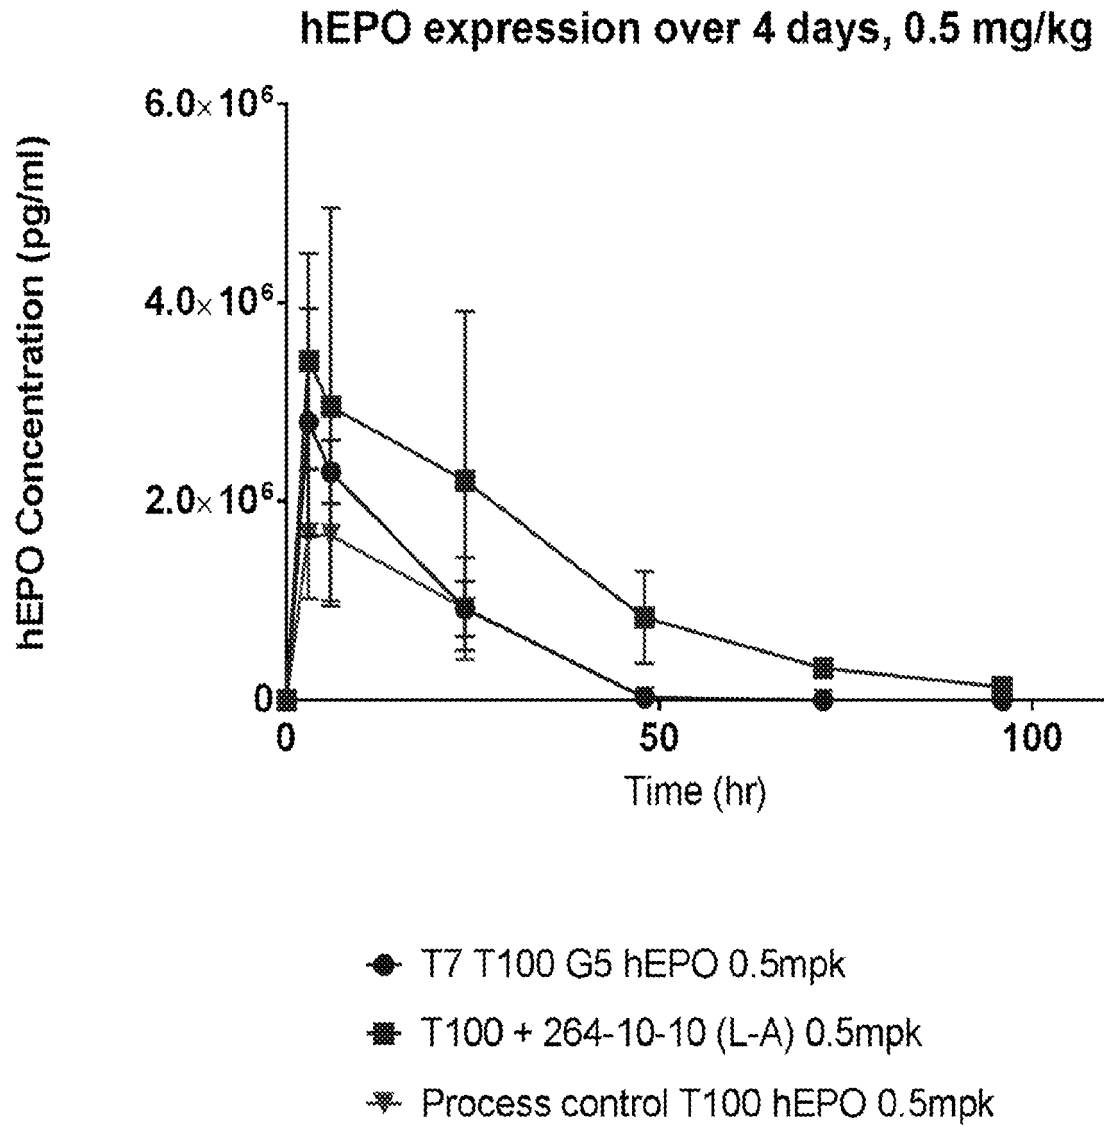 hEPO expression over 4 days, 0.5 mg/kg
hEPO Concentration (pg/ml)
6.0× 10⁶
4.0× 10⁶
2.0× 10⁶
0
0
50
100
Time (hr)
T7 T100 G5 hEPO 0.5mpk
T100 + 264-10-10 (L-A) 0.5mpk
Process control T100 hEPO 0.5mpk